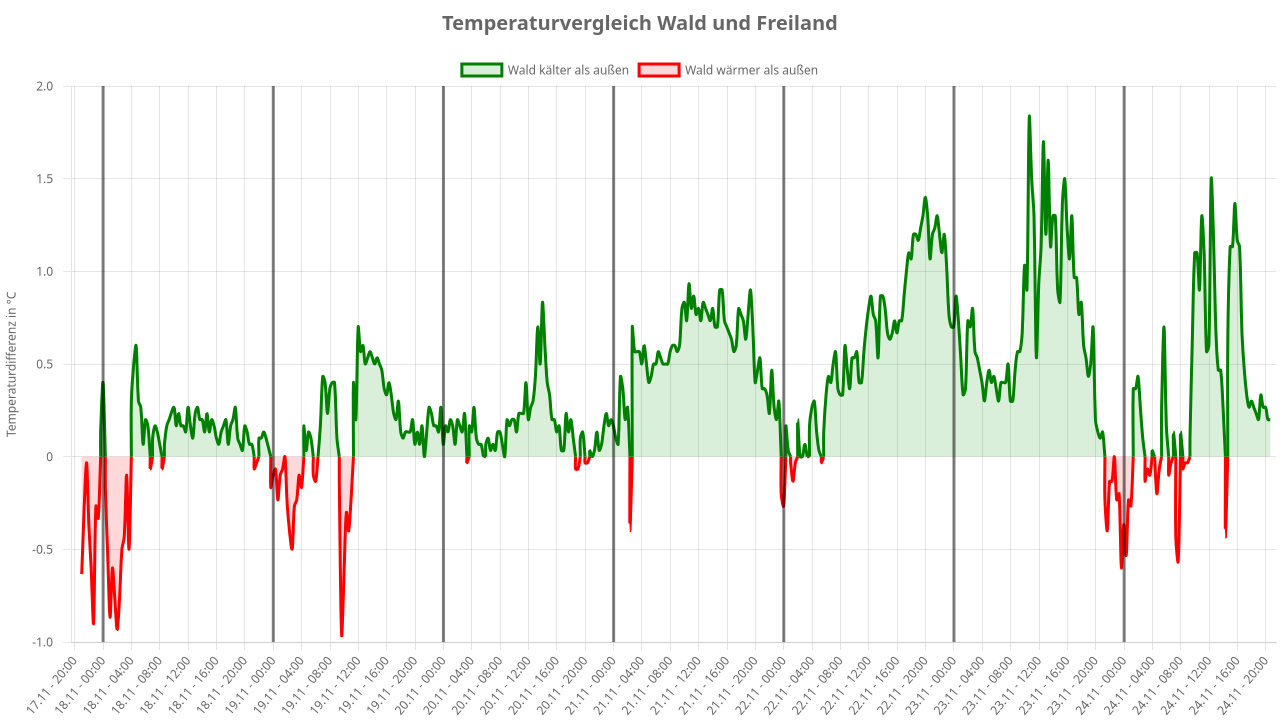 Temperaturvergleich Wald und Freiland
Wald kälter als außen
Wald wärmer als außen
Temperaturdifferenz in °C
2.0
1.5
1.0
0.5
0
-0.5
-1.0
17.11 - 20:00
18.11 - 00:00
18.11 - 04:00
18.11 - 08:00
18.11 - 12:00
18.11 - 16:00
18.11 - 20:00
19.11 - 00:00
19.11 - 04:00
19.11 - 08:00
19.11 - 12:00
19.11 - 16:00
19.11 - 20:00
20.11 - 00:00
20.11 - 04:00
20.11 - 08:00
20.11 - 12:00
20.11 - 16:00
20.11 - 20:00
21.11 - 00:00
21.11 - 04:00
21.11 - 08:00
21.11 - 12:00
21.11 - 16:00
21.11 - 20:00
22.11 - 00:00
22.11 - 04:00
22.11 - 08:00
22.11 - 12:00
22.11 - 16:00
22.11 - 20:00
23.11 - 00:00
23.11 - 04:00
23.11 - 08:00
23.11 - 12:00
23.11 - 16:00
23.11 - 20:00
24.11 - 00:00
24.11 - 04:00
24.11 - 08:00
24.11 - 12:00
24.11 - 16:00
24.11 - 20:00